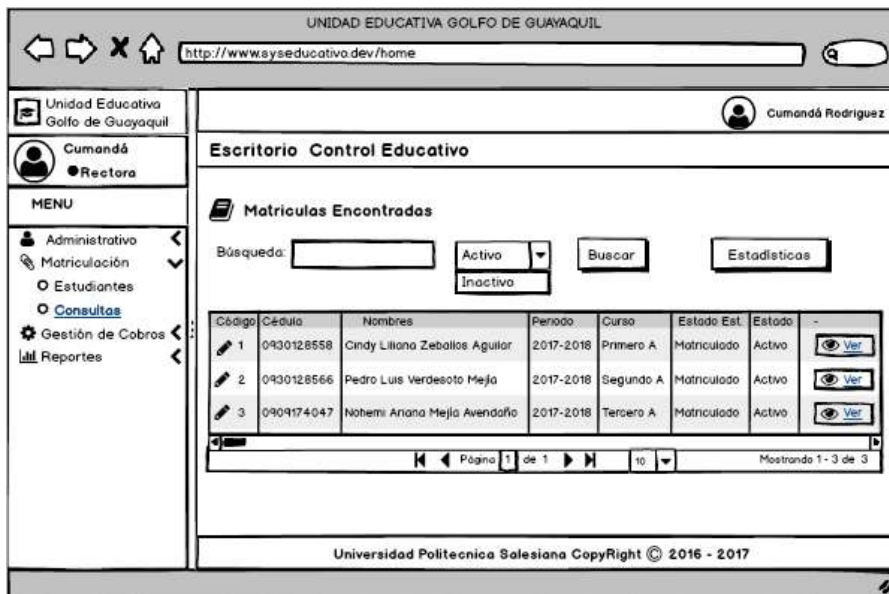 UNIDAD EDUCATIVA GOLFO DE GUAYAQUIL
http://www.syseducativo.dev/home
Unidad Educativa
Golfo de Guayaquil
Cumandá Rodriguez
Cumandá
Rectora
Escritorio Control Educativo
MENU
Administrativo
Matriculación
Estudiantes
Consultas
Gestión de Cobros
Reportes
Matriculas Encontradas
Búsqueda: Activo Buscar Estadísticas
Inactivo
Código Cédula Nombres Periodo Curso Estado Est. Estado -
1 0930128558 Cindy Liliana Zeballos Aguilar 2017-2018 Primero A Matriculado Activo Ver
2 0930128566 Pedro Luis Verdesoto Mejía 2017-2018 Segundo A Matriculado Activo Ver
3 0909174047 Nohemi Ariana Mejía Avendaño 2017-2018 Tercero A Matriculado Activo Ver
Página 1 de 1 10 Mostrando 1 - 3 de 3
Universidad Politecnica Salesiana CopyRight © 2016 - 2017